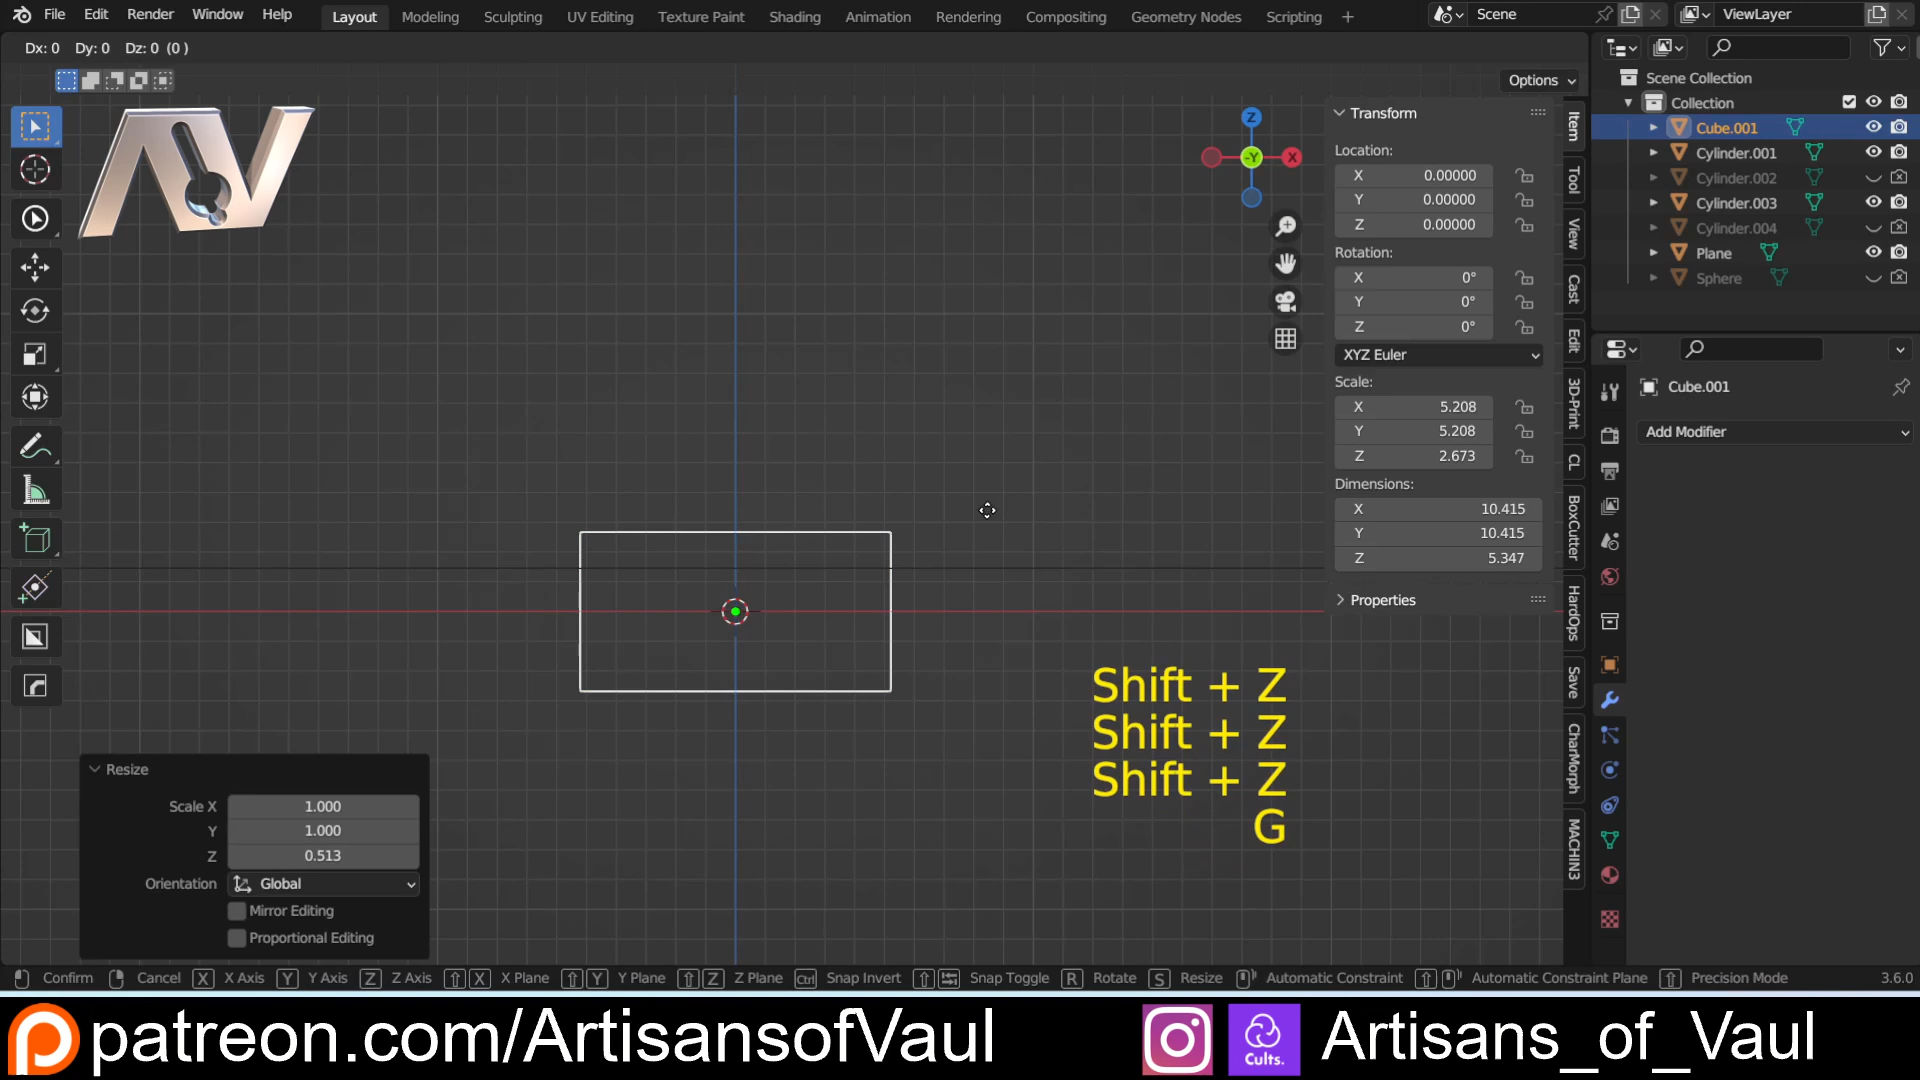 File Edit Render Window Help Layout Modeling Sculpting UV Editing Texture Paint Shading Animation Rendering Compositing Geometry Nodes Scripting + Scene ViewLayer
Dx: 0 Dy: 0 Dz: 0 (0 )
Options
Z
-Y X
Transform
Location:
X 0.00000
Y 0.00000
Z 0.00000
Rotation:
X 0°
Y 0°
Z 0°
XYZ Euler
Scale:
X 5.208
Y 5.208
Z 2.673
Dimensions:
X 10.415
Y 10.415
Z 5.347
Properties
Item
Tool
View
Cast
Edit
3D-Print
CL
BoxCutter
HardOps
Save
CharMorph
MACHIN3
Scene Collection
Collection
Cube.001
Cylinder.001
Cylinder.002
Cylinder.003
Cylinder.004
Plane
Sphere
Cube.001
Add Modifier
Shift + Z
Shift + Z
Shift + Z
G
Resize
Scale X 1.000
Y 1.000
Z 0.513
Orientation Global
Mirror Editing
Proportional Editing
Confirm Cancel X X Axis Y Y Axis Z Z Axis X X Plane Y Y Plane Z Z Plane Ctrl Snap Invert Snap Toggle R Rotate S Resize Automatic Constraint Automatic Constraint Plane Precision Mode 3.6.0
patreon.com/ArtisansofVaul Cults. Artisans_of_Vaul